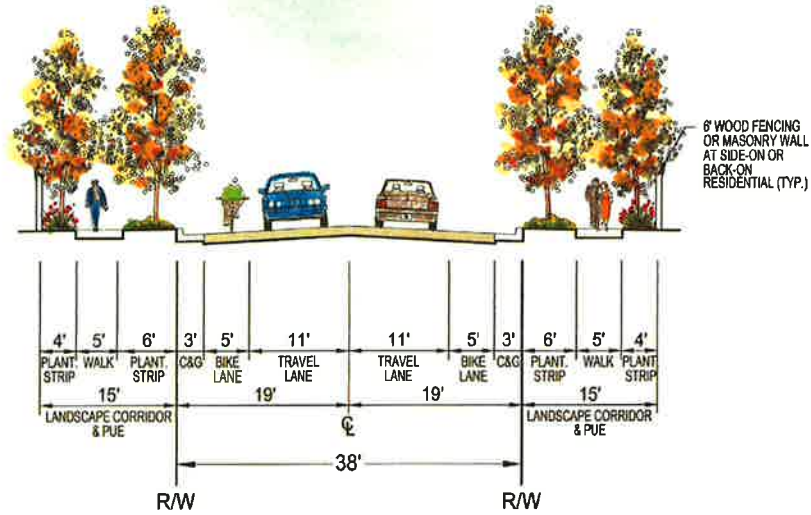 6' WOOD FENCING
OR MASONRY WALL
AT SIDE-ON OR
BACK-ON
RESIDENTIAL (TYP.)
4' 5' 6' 3' 5' 11' 11' 5' 3' 6' 5' 4'
PLANT. WALK PLANT. C&G BIKE TRAVEL TRAVEL BIKE C&G PLANT. WALK PLANT.
STRIP STRIP LANE LANE LANE LANE STRIP STRIP
15' 19' 19' 15'
LANDSCAPE CORRIDOR LANDSCAPE CORRIDOR
& PUE & PUE
℄
38'
R/W R/W